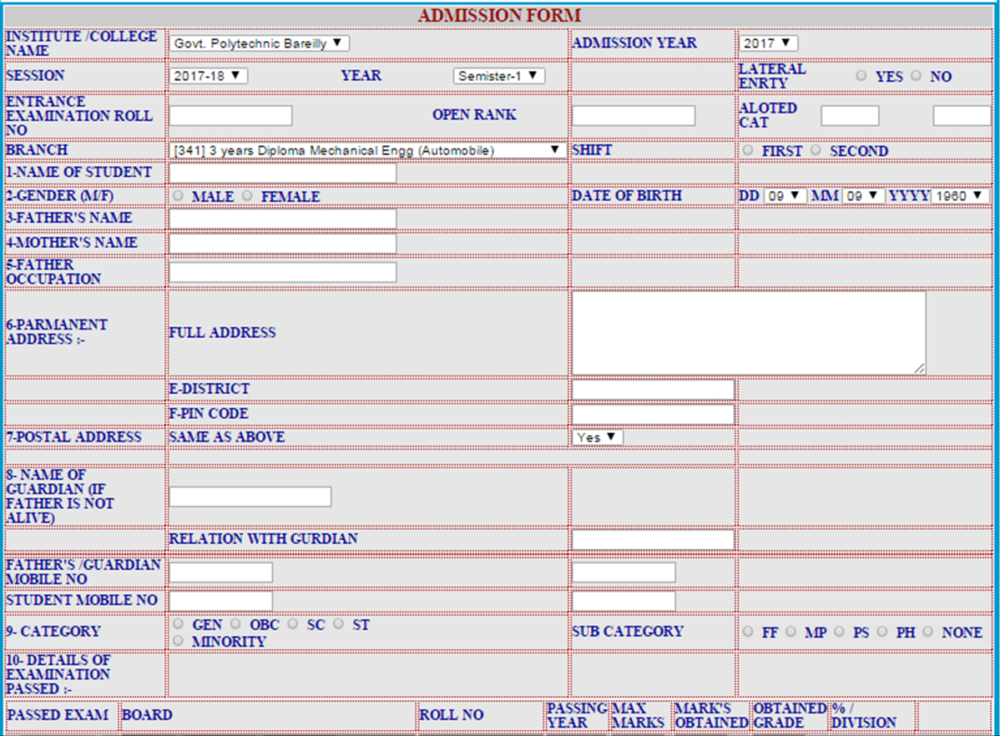 ADMISSION FORM
INSTITUTE /COLLEGE
NAME
Govt. Polytechnic Bareilly
ADMISSION YEAR
2017
SESSION
2017-18
YEAR
Semister-1
LATERAL
ENRTY
YES NO
ENTRANCE
EXAMINATION ROLL
NO
OPEN RANK
ALOTED
CAT
BRANCH
[341] 3 years Diploma Mechanical Engg (Automobile)
SHIFT
FIRST SECOND
1-NAME OF STUDENT
2-GENDER (M/F)
MALE FEMALE
DATE OF BIRTH
DD 09 MM 09 YYYY 1960
3-FATHER'S NAME
4-MOTHER'S NAME
5-FATHER
OCCUPATION
6-PARMANENT
ADDRESS :-
FULL ADDRESS
E-DISTRICT
F-PIN CODE
7-POSTAL ADDRESS
SAME AS ABOVE
Yes
8- NAME OF
GUARDIAN (IF
FATHER IS NOT
ALIVE)
RELATION WITH GURDIAN
FATHER'S /GUARDIAN
MOBILE NO
STUDENT MOBILE NO
9- CATEGORY
GEN OBC SC ST
MINORITY
SUB CATEGORY
FF MP PS PH NONE
10- DETAILS OF
EXAMINATION
PASSED :-
PASSED EXAM
BOARD
ROLL NO
PASSING
YEAR
MAX
MARKS
MARK'S
OBTAINED
OBTAINED
GRADE
% /
DIVISION